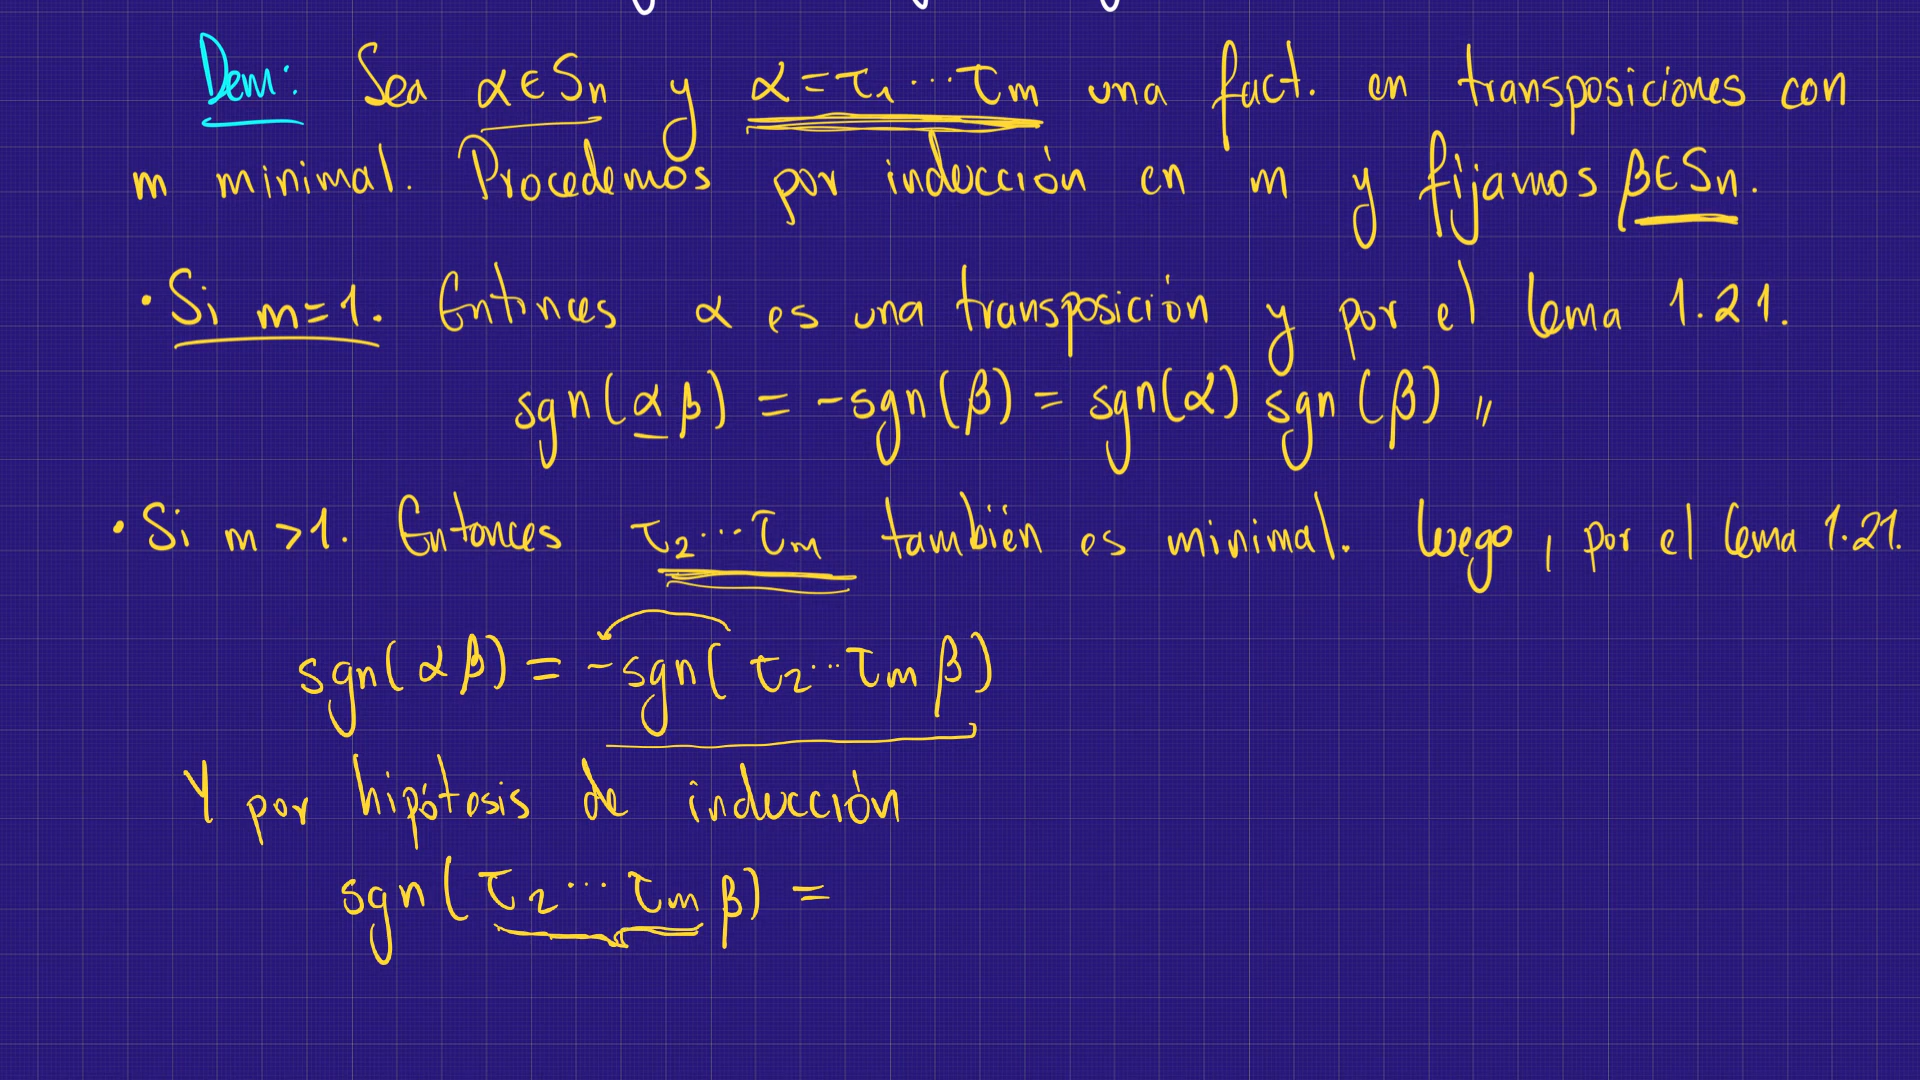 Dem: Sea α∈Sn y α=τ1···τm una fact. en transposiciones con
m minimal. Procedemos por inducción en m y fijamos β∈Sn.
• Si m=1. Entonces α es una transposición y por el lema 1.21.
sgn(αβ) = -sgn(β) = sgn(α) sgn(β) „
• Si m>1. Entonces τ2···τm también es minimal. Luego, por el lema 1.21.
sgn(αβ) = -sgn(τ2···τmβ)
Y por hipótesis de inducción
sgn(τ2···τmβ) =